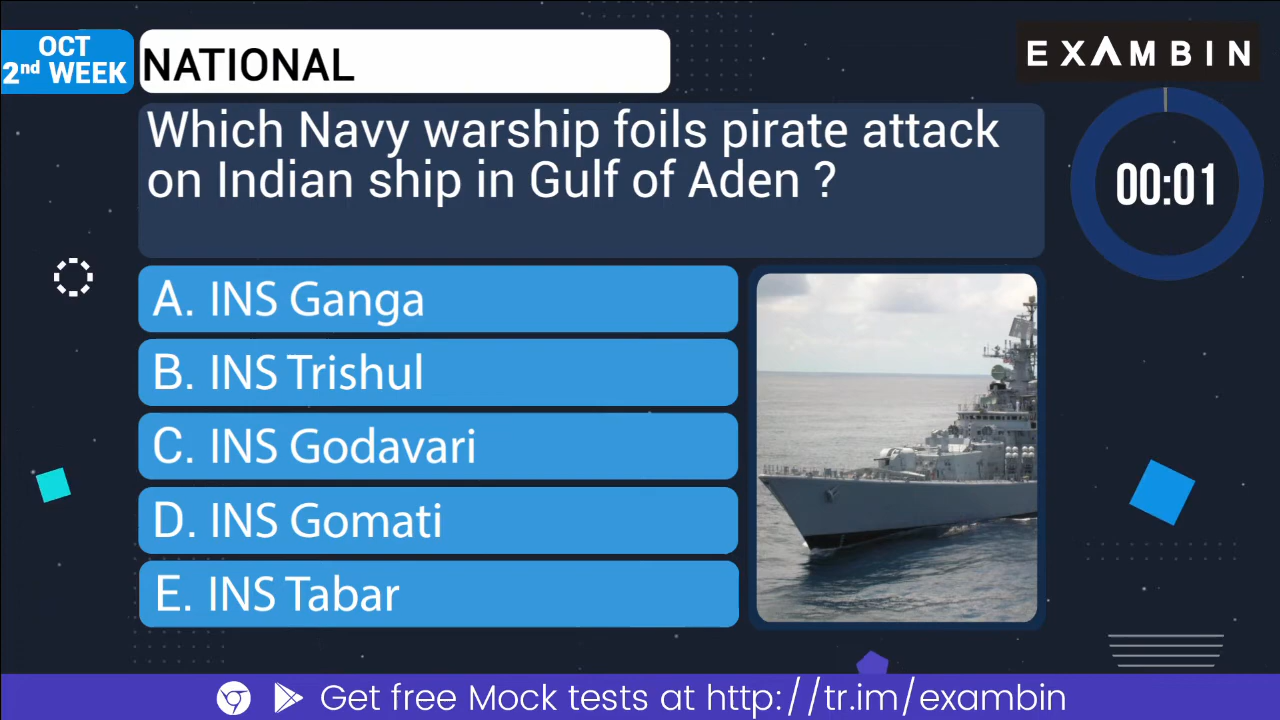 OCT
2nd WEEK
NATIONAL
EXAMBIN
Which Navy warship foils pirate attack
on Indian ship in Gulf of Aden ?
00:01
A. INS Ganga
B. INS Trishul
C. INS Godavari
D. INS Gomati
E. INS Tabar
Get free Mock tests at http://tr.im/exambin